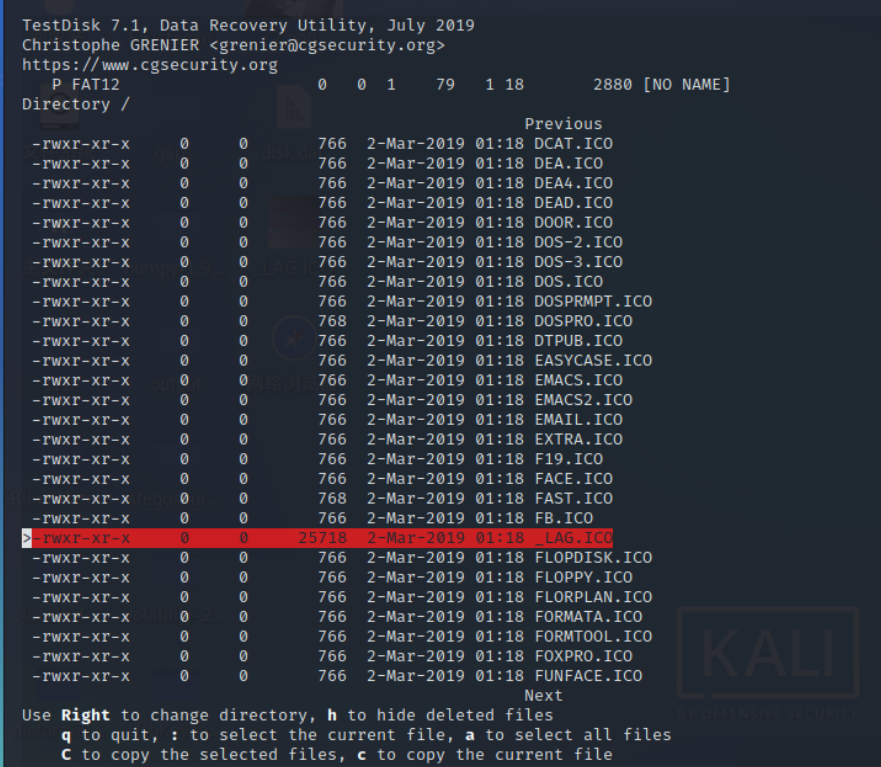 TestDisk 7.1, Data Recovery Utility, July 2019
Christophe GRENIER <grenier@cgsecurity.org>
https://www.cgsecurity.org
P FAT12 0 0 1 79 1 18 2880 [NO NAME]
Directory /
Previous
-rwxr-xr-x 0 0 766 2-Mar-2019 01:18 DCAT.ICO
-rwxr-xr-x 0 0 766 2-Mar-2019 01:18 DEA.ICO
-rwxr-xr-x 0 0 766 2-Mar-2019 01:18 DEA4.ICO
-rwxr-xr-x 0 0 766 2-Mar-2019 01:18 DEAD.ICO
-rwxr-xr-x 0 0 766 2-Mar-2019 01:18 DOOR.ICO
-rwxr-xr-x 0 0 766 2-Mar-2019 01:18 DOS-2.ICO
-rwxr-xr-x 0 0 766 2-Mar-2019 01:18 DOS-3.ICO
-rwxr-xr-x 0 0 766 2-Mar-2019 01:18 DOS.ICO
-rwxr-xr-x 0 0 766 2-Mar-2019 01:18 DOSPRMPT.ICO
-rwxr-xr-x 0 0 768 2-Mar-2019 01:18 DOSPRO.ICO
-rwxr-xr-x 0 0 766 2-Mar-2019 01:18 DTPUB.ICO
-rwxr-xr-x 0 0 766 2-Mar-2019 01:18 EASYCASE.ICO
-rwxr-xr-x 0 0 766 2-Mar-2019 01:18 EMACS.ICO
-rwxr-xr-x 0 0 766 2-Mar-2019 01:18 EMACS2.ICO
-rwxr-xr-x 0 0 766 2-Mar-2019 01:18 EMAIL.ICO
-rwxr-xr-x 0 0 766 2-Mar-2019 01:18 EXTRA.ICO
-rwxr-xr-x 0 0 766 2-Mar-2019 01:18 F19.ICO
-rwxr-xr-x 0 0 766 2-Mar-2019 01:18 FACE.ICO
-rwxr-xr-x 0 0 768 2-Mar-2019 01:18 FAST.ICO
-rwxr-xr-x 0 0 766 2-Mar-2019 01:18 FB.ICO
>-rwxr-xr-x 0 0 25718 2-Mar-2019 01:18 _LAG.ICO
-rwxr-xr-x 0 0 766 2-Mar-2019 01:18 FLOPDISK.ICO
-rwxr-xr-x 0 0 766 2-Mar-2019 01:18 FLOPPY.ICO
-rwxr-xr-x 0 0 766 2-Mar-2019 01:18 FLORPLAN.ICO
-rwxr-xr-x 0 0 766 2-Mar-2019 01:18 FORMATA.ICO
-rwxr-xr-x 0 0 766 2-Mar-2019 01:18 FORMTOOL.ICO
-rwxr-xr-x 0 0 766 2-Mar-2019 01:18 FOXPRO.ICO
-rwxr-xr-x 0 0 766 2-Mar-2019 01:18 FUNFACE.ICO
Next
Use Right to change directory, h to hide deleted files
q to quit, : to select the current file, a to select all files
C to copy the selected files, c to copy the current file
KALI
BY OFFENSIVE SECURITY